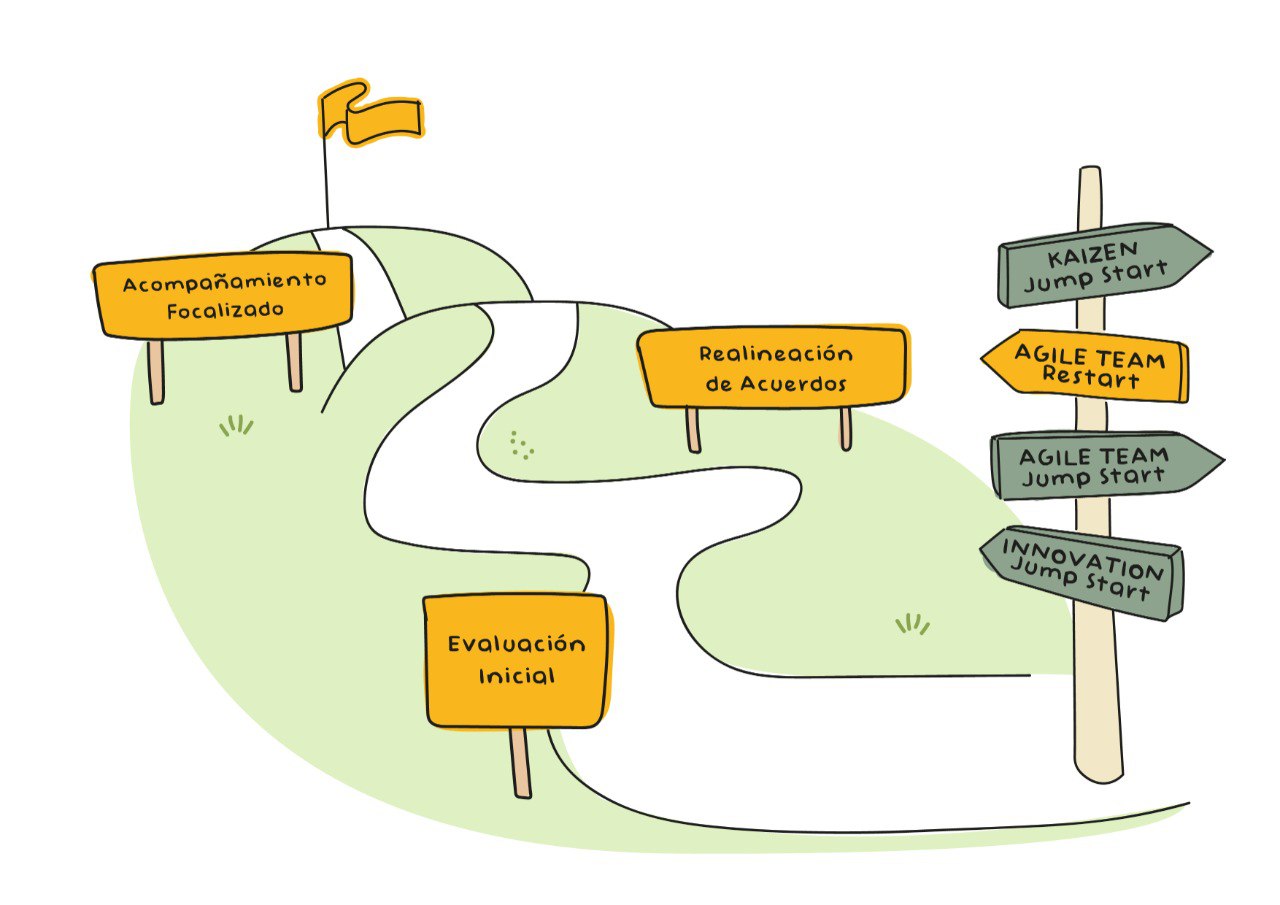 Acompañamiento
Focalizado
Realineación
de Acuerdos
Evaluación
Inicial
KAIZEN
Jump Start
AGILE TEAM
Restart
AGILE TEAM
Jump Start
INNOVATION
Jump Start